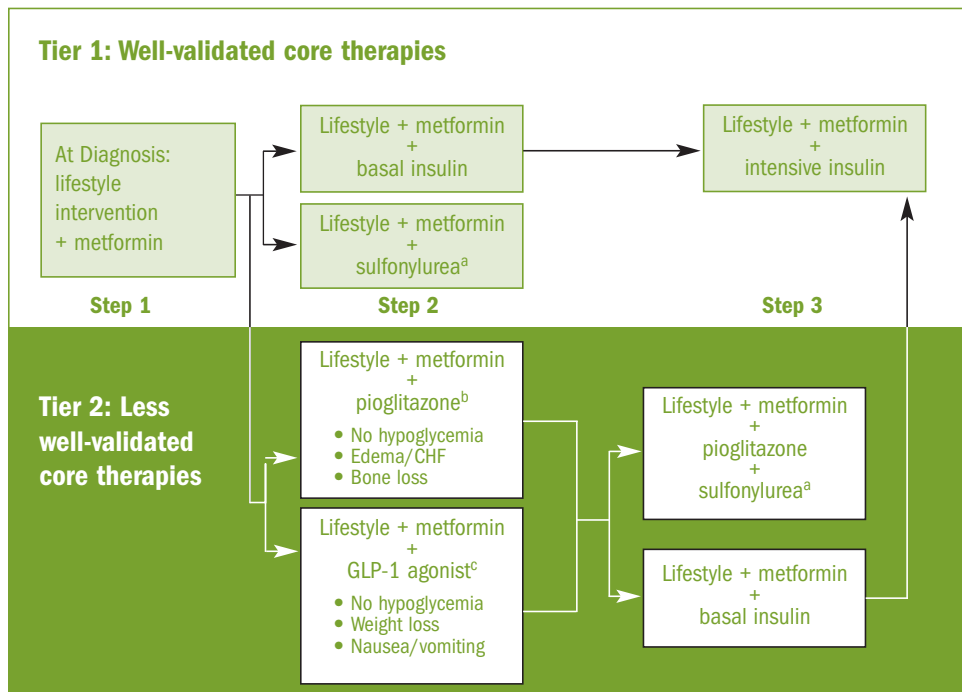 Tier 1: Well-validated core therapies
At Diagnosis:
lifestyle
intervention
+ metformin
Lifestyle + metformin
+
basal insulin
Lifestyle + metformin
+
intensive insulin
Lifestyle + metformin
+
sulfonylureaᵃ
Step 1
Step 2
Step 3
Tier 2: Less
well-validated
core therapies
Lifestyle + metformin
+
pioglitazoneᵇ
• No hypoglycemia
• Edema/CHF
• Bone loss
Lifestyle + metformin
+
GLP-1 agonistᶜ
• No hypoglycemia
• Weight loss
• Nausea/vomiting
Lifestyle + metformin
+
pioglitazone
+
sulfonylureaᵃ
Lifestyle + metformin
+
basal insulin